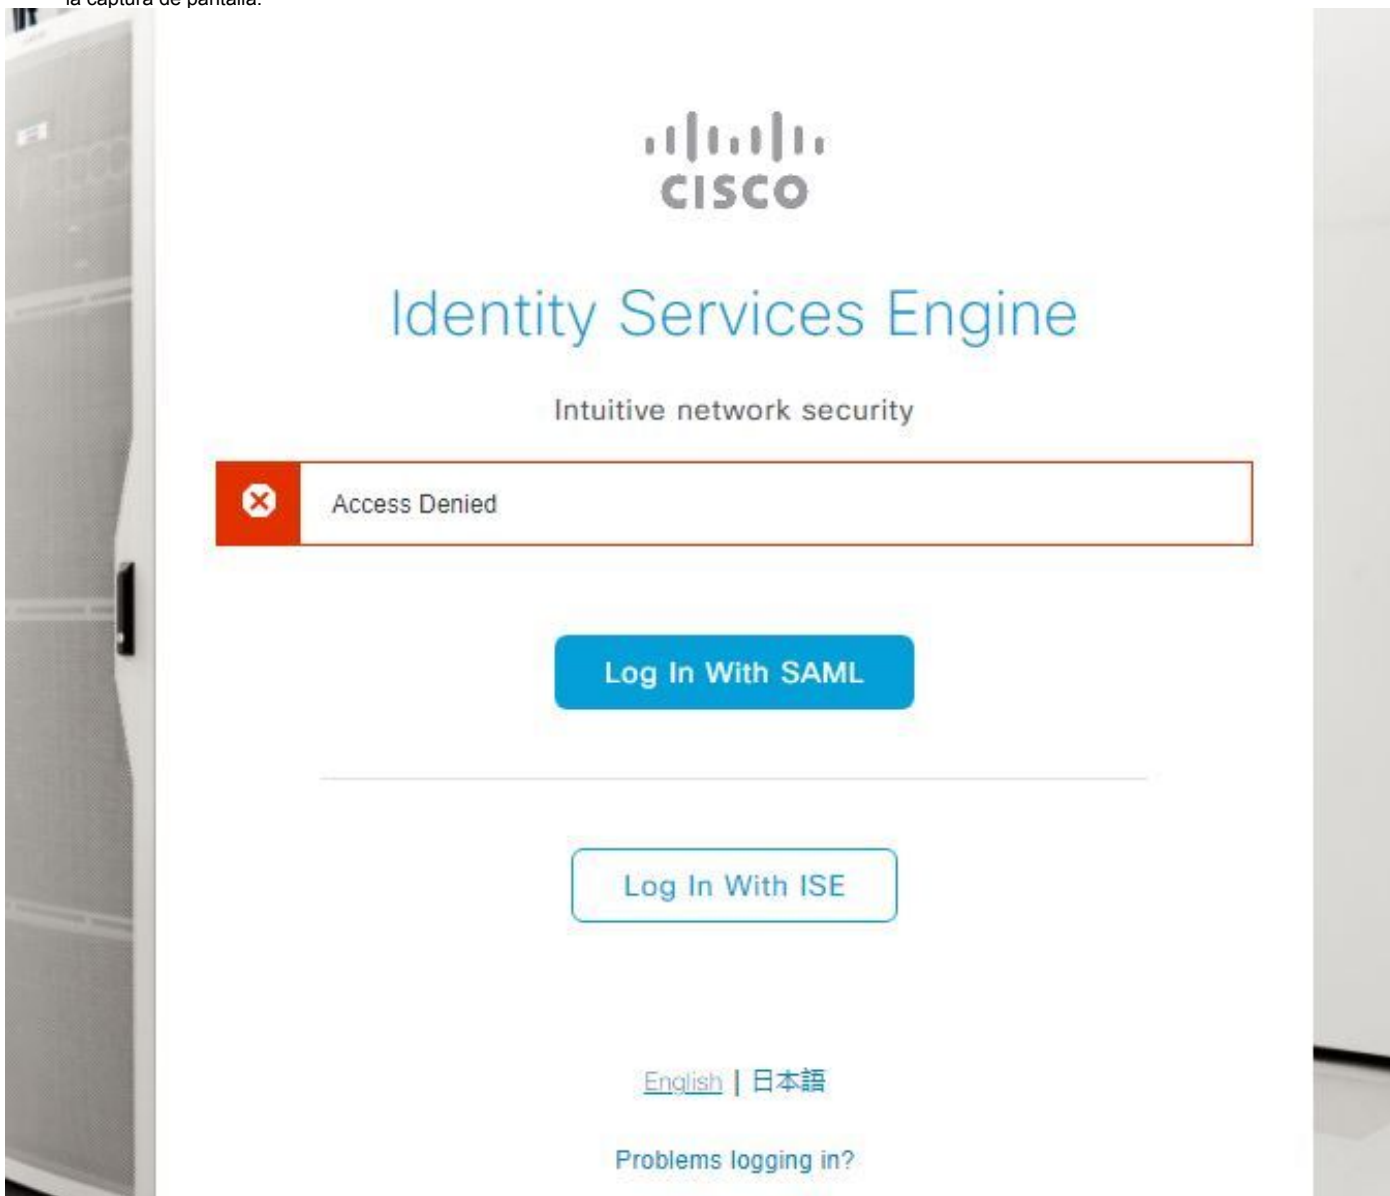 la captura de pantalla.
CISCO
Identity Services Engine
Intuitive network security
Access Denied
Log In With SAML
Log In With ISE
English | 日本語
Problems logging in?